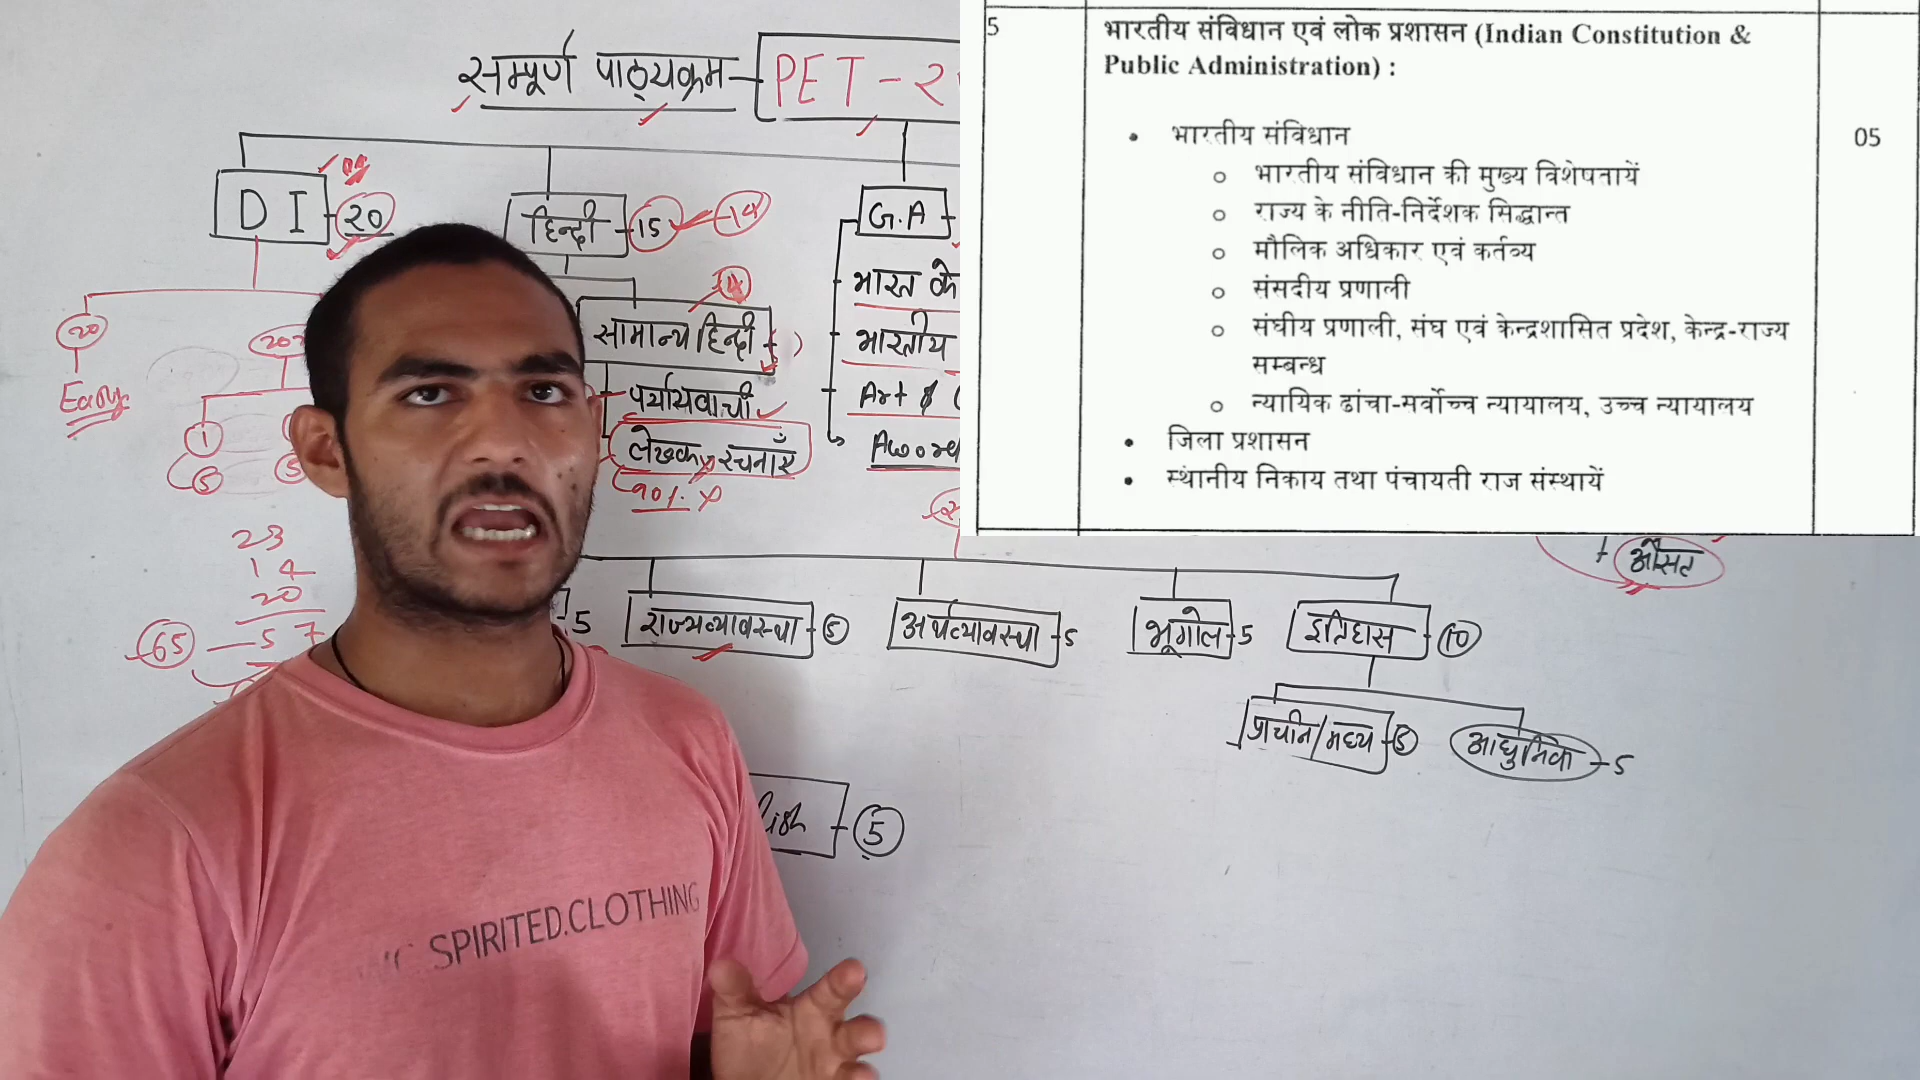 सम्पूर्ण पाठ्यक्रम
PET - 2
DI 20
हिन्दी 15 14
G.A
20
Easy
1
5
सामान्य हिन्दी
पर्यायवाची
लेखक, रचनाएँ
90%
भारत के
भारतीय
Art &
23
14
20
57
65
5
राज्यव्यावस्था 5
अर्थव्यावस्था 5
भूगोल 5
इतिहास 10
प्राचीन/मध्य 5
आधुनिक 5
lish 5
औसत
SPIRITED.CLOTHING
5
भारतीय संविधान एवं लोक प्रशासन (Indian Constitution &
Public Administration) :
• भारतीय संविधान 05
o भारतीय संविधान की मुख्य विशेषतायें
o राज्य के नीति-निर्देशक सिद्धान्त
o मौलिक अधिकार एवं कर्तव्य
o संसदीय प्रणाली
o संघीय प्रणाली, संघ एवं केन्द्रशासित प्रदेश, केन्द्र-राज्य
सम्बन्ध
o न्यायिक ढांचा-सर्वोच्च न्यायालय, उच्च न्यायालय
• जिला प्रशासन
• स्थानीय निकाय तथा पंचायती राज संस्थायें